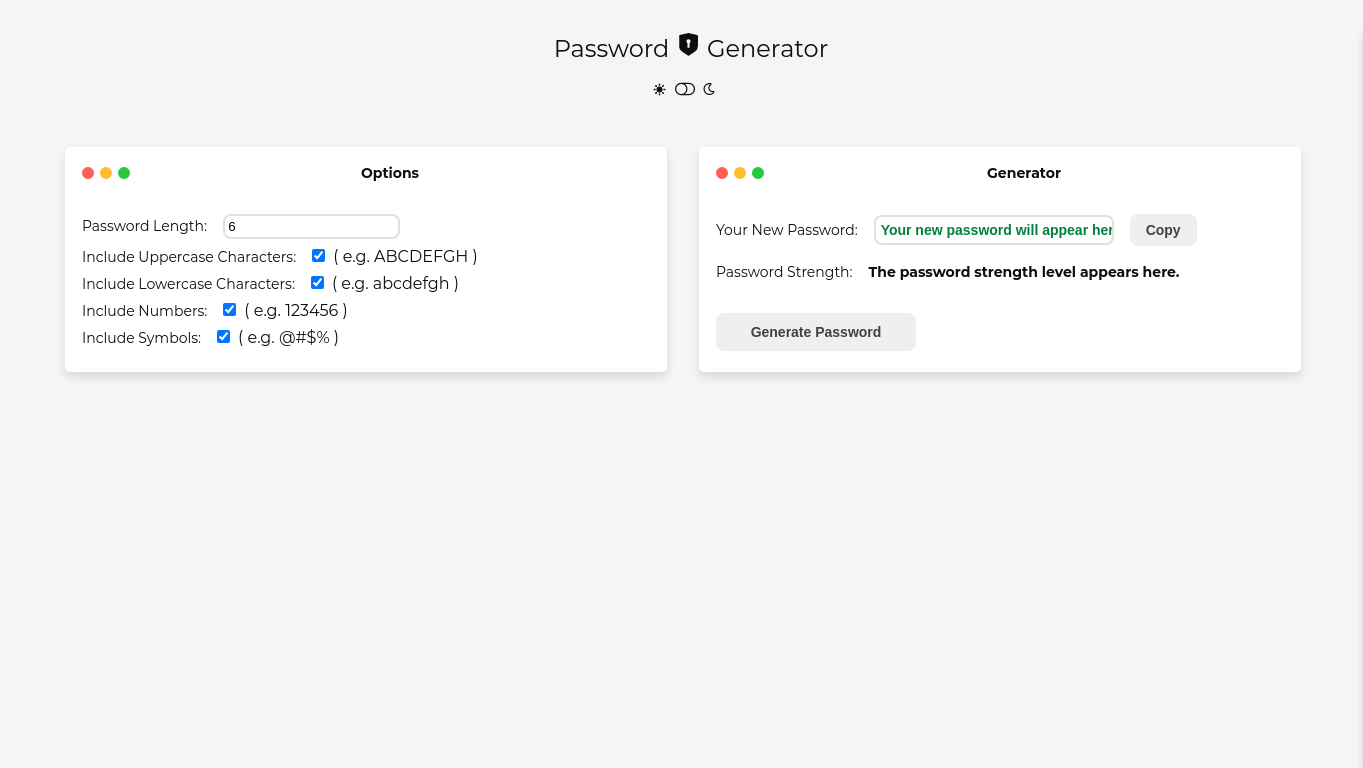 Password Generator
Options
Password Length: 6
Include Uppercase Characters: ( e.g. ABCDEFGH )
Include Lowercase Characters: ( e.g. abcdefgh )
Include Numbers: ( e.g. 123456 )
Include Symbols: ( e.g. @#$% )
Generator
Your New Password: Your new password will appear her Copy
Password Strength: The password strength level appears here.
Generate Password